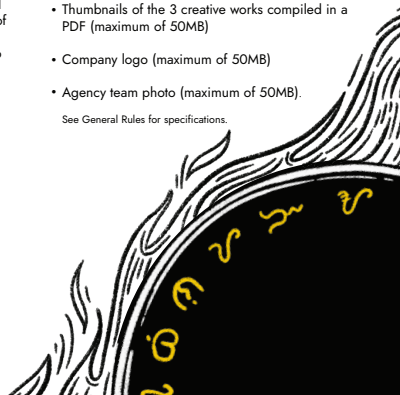 of
• Thumbnails of the 3 creative works compiled in a
PDF (maximum of 50MB)
• Company logo (maximum of 50MB)
• Agency team photo (maximum of 50MB).
See General Rules for specifications.